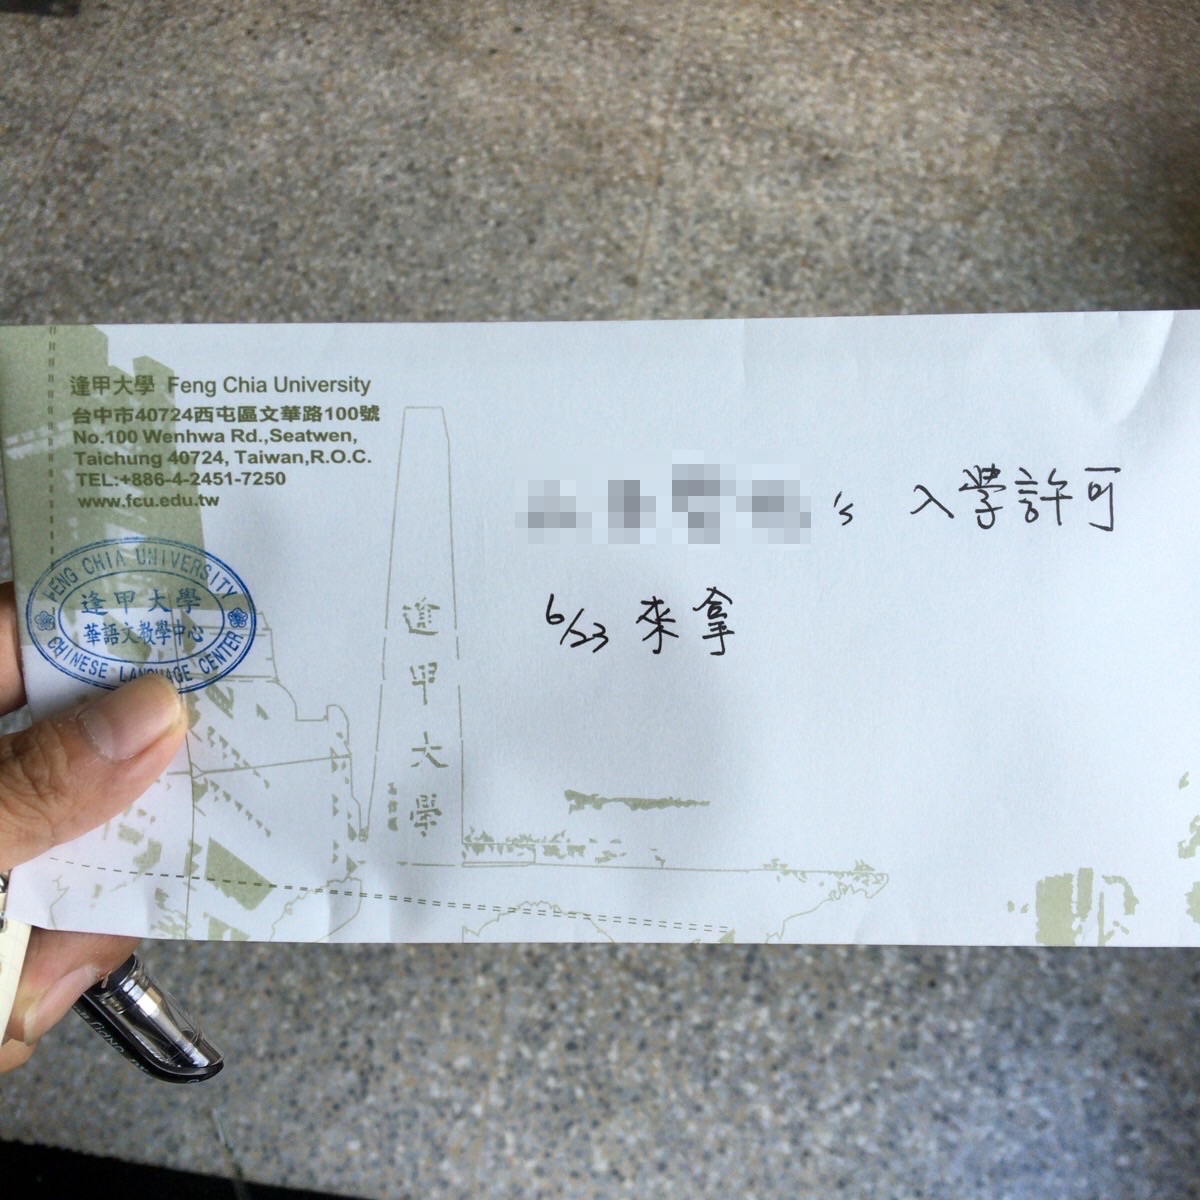 逢甲大學 Feng Chia University
台中市40724西屯區文華路100號
No.100 Wenhwa Rd.,Seatwen,
Taichung 40724, Taiwan,R.O.C.
TEL:+886-4-2451-7250
www.fcu.edu.tw
FENG CHIA UNIVERSITY
逢甲大學
華語文教學中心
CHINESE LANGUAGE CENTER
's 入學許可
6/23 來拿
逢甲大學